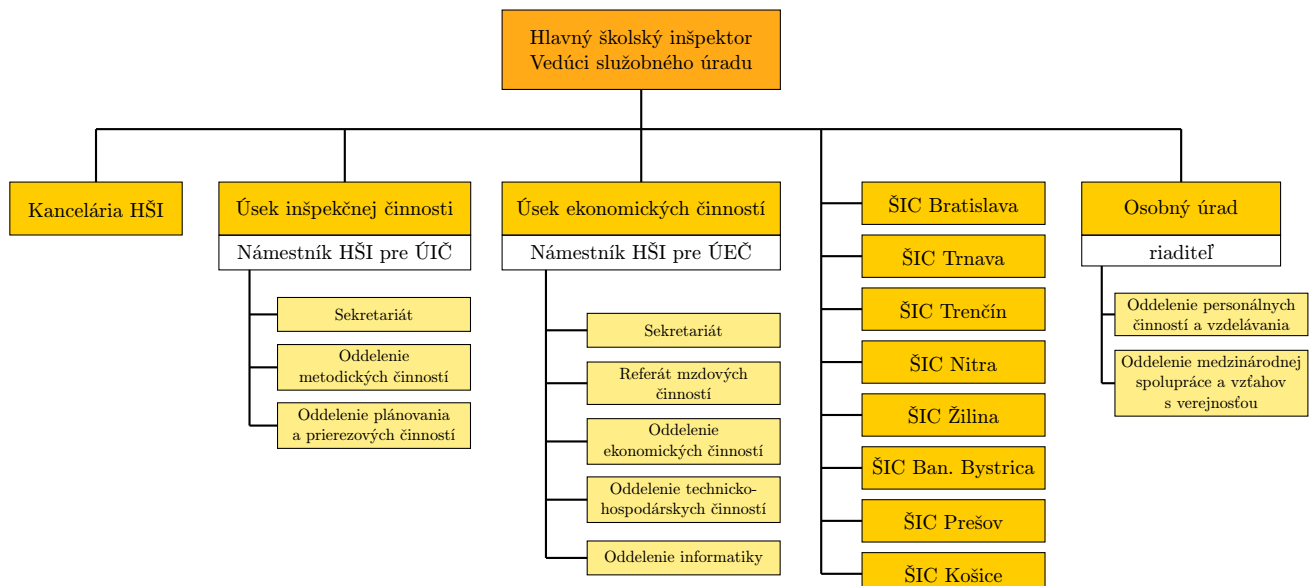 Hlavný školský inšpektor
Vedúci služobného úradu
Kancelária HŠI
Úsek inšpekčnej činnosti
Námestník HŠI pre ÚIČ
Sekretariát
Oddelenie
metodických činností
Oddelenie plánovania
a prierezových činností
Úsek ekonomických činností
Námestník HŠI pre ÚEČ
Sekretariát
Referát mzdových
činností
Oddelenie
ekonomických činností
Oddelenie technicko-
hospodárskych činností
Oddelenie informatiky
ŠIC Bratislava
ŠIC Trnava
ŠIC Trenčín
ŠIC Nitra
ŠIC Žilina
ŠIC Ban. Bystrica
ŠIC Prešov
ŠIC Košice
Osobný úrad
riaditeľ
Oddelenie personálnych
činností a vzdelávania
Oddelenie medzinárodnej
spolupráce a vzťahov
s verejnosťou